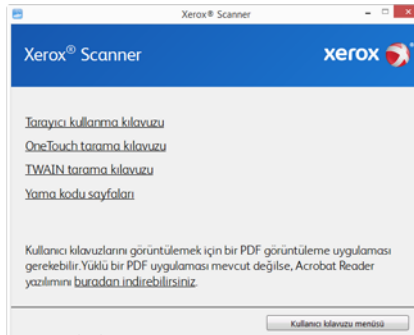 Xerox® Scanner
Xerox® Scanner
xerox
Tarayıcı kullanma kılavuzu
OneTouch tarama kılavuzu
TWAIN tarama kılavuzu
Yama kodu sayfaları
Kullanıcı kılavuzlarını görüntülemek için bir PDF görüntüleme uygulaması
gerekebilir.Yüklü bir PDF uygulaması mevcut değilse, Acrobat Reader
yazılımını buradan indirebilirsiniz.
Kullanıcı kılavuzu menüsü